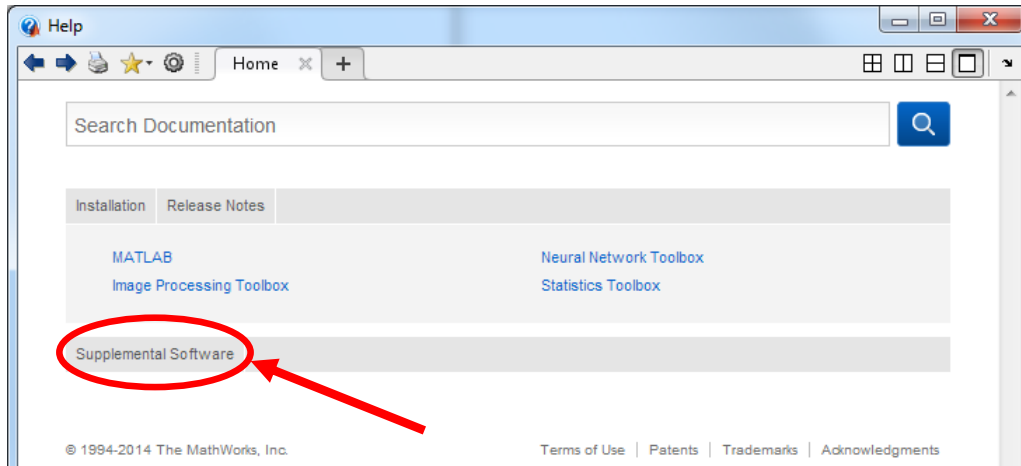 Help
Home
Search Documentation
Installation Release Notes
MATLAB Neural Network Toolbox
Image Processing Toolbox Statistics Toolbox
Supplemental Software
© 1994-2014 The MathWorks, Inc. Terms of Use | Patents | Trademarks | Acknowledgments